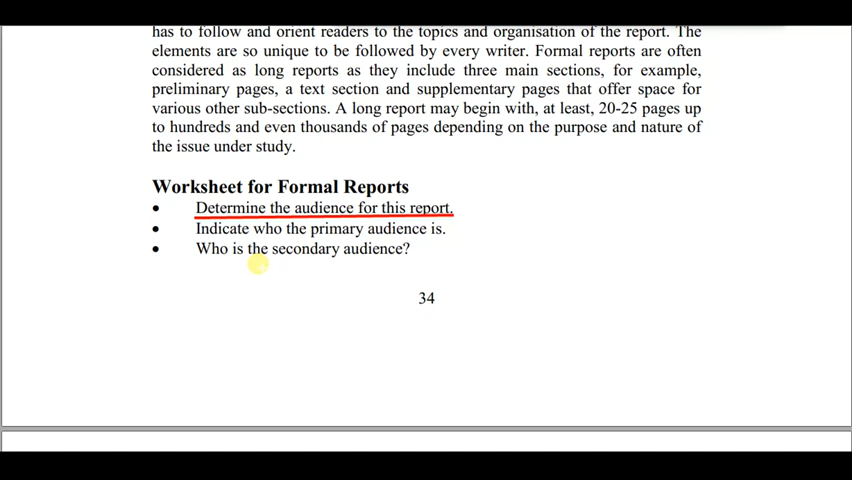 has to follow and orient readers to the topics and organisation of the report. The
elements are so unique to be followed by every writer. Formal reports are often
considered as long reports as they include three main sections, for example,
preliminary pages, a text section and supplementary pages that offer space for
various other sub-sections. A long report may begin with, at least, 20-25 pages up
to hundreds and even thousands of pages depending on the purpose and nature of
the issue under study.
Worksheet for Formal Reports
• Determine the audience for this report.
• Indicate who the primary audience is.
• Who is the secondary audience?
34